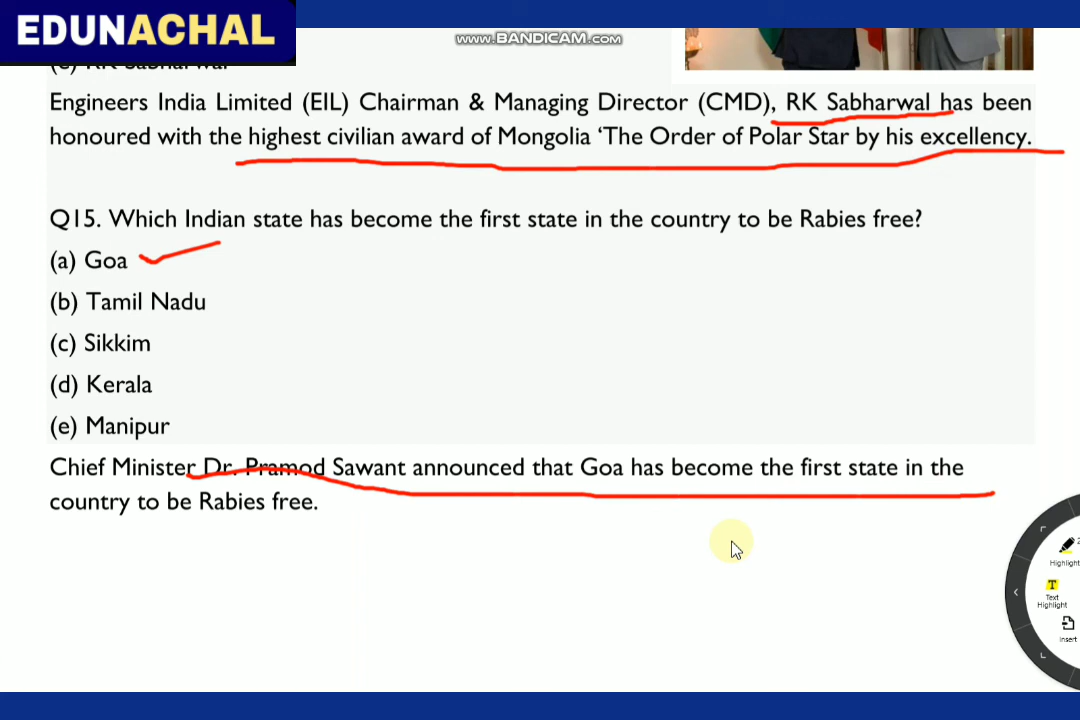 EDUNACHAL
www.BANDICAM.com
(e) RK Sabharwal
Engineers India Limited (EIL) Chairman & Managing Director (CMD), RK Sabharwal has been
honoured with the highest civilian award of Mongolia ‘The Order of Polar Star by his excellency.
Q15. Which Indian state has become the first state in the country to be Rabies free?
(a) Goa
(b) Tamil Nadu
(c) Sikkim
(d) Kerala
(e) Manipur
Chief Minister Dr. Pramod Sawant announced that Goa has become the first state in the
country to be Rabies free.
Highlight
T
Text
Highlight
Insert